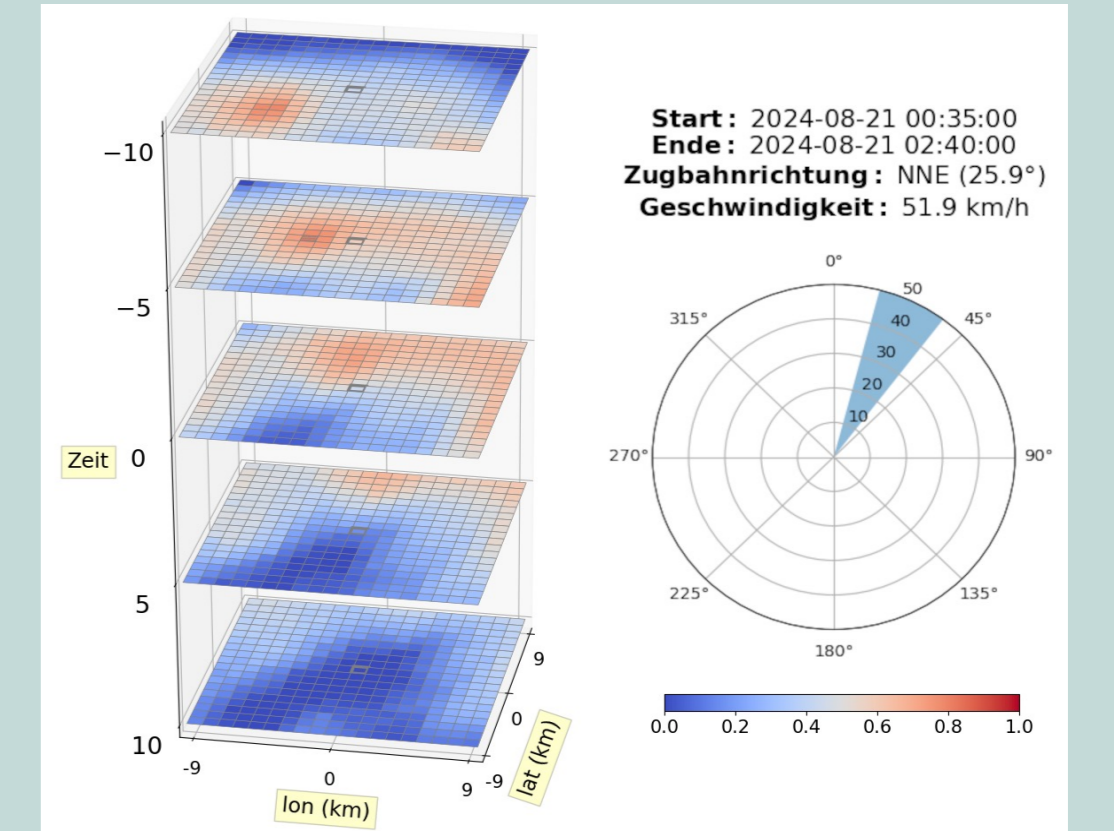 −10
−5
Zeit 0
5
10
-9
0
9
lon (km)
-9
0
9
lat (km)
Start: 2024-08-21 00:35:00
Ende: 2024-08-21 02:40:00
Zugbahnrichtung: NNE (25.9°)
Geschwindigkeit: 51.9 km/h
0°
315°
50
45°
40
30
20
10
270°
90°
225°
135°
180°
0.0 0.2 0.4 0.6 0.8 1.0